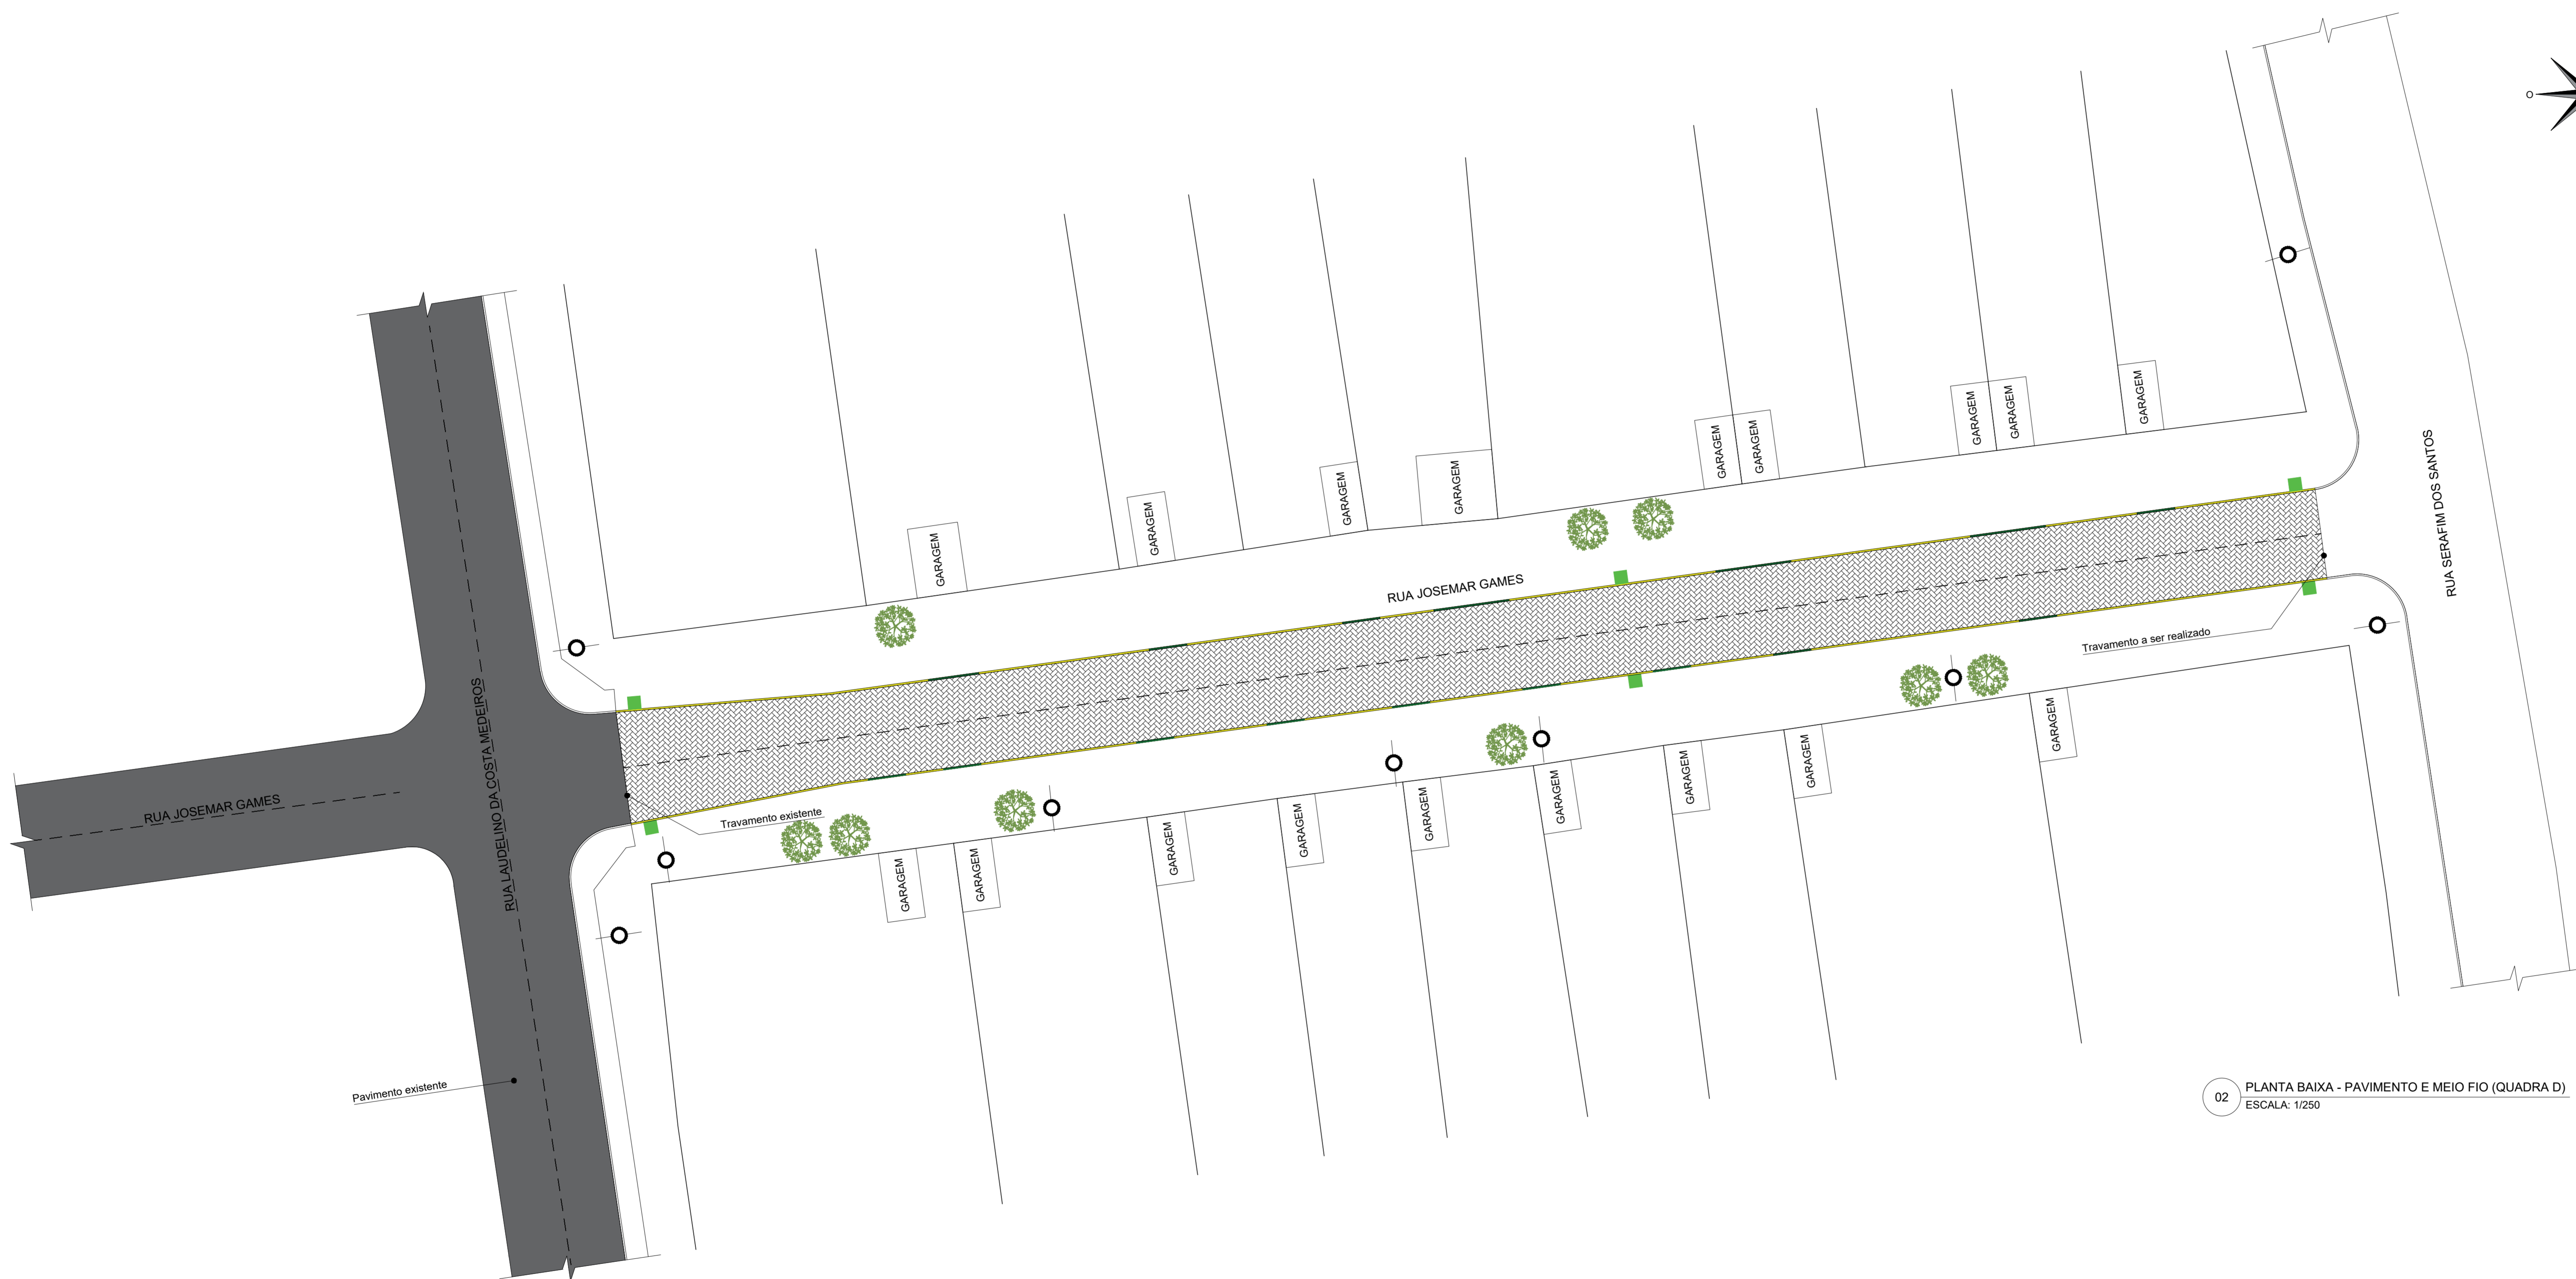 O
RUA SERAFIM DOS SANTOS
GARAGEM
GARAGEM
GARAGEM
GARAGEM
GARAGEM
GARAGEM
GARAGEM
GARAGEM
GARAGEM
RUA JOSEMAR GAMES
Travamento a ser realizado
RUA LAUDELINO DA COSTA MEDEIROS
RUA JOSEMAR GAMES
Travamento existente
GARAGEM
GARAGEM
GARAGEM
GARAGEM
GARAGEM
GARAGEM
GARAGEM
GARAGEM
GARAGEM
Pavimento existente
02
PLANTA BAIXA - PAVIMENTO E MEIO FIO (QUADRA D)
ESCALA: 1/250